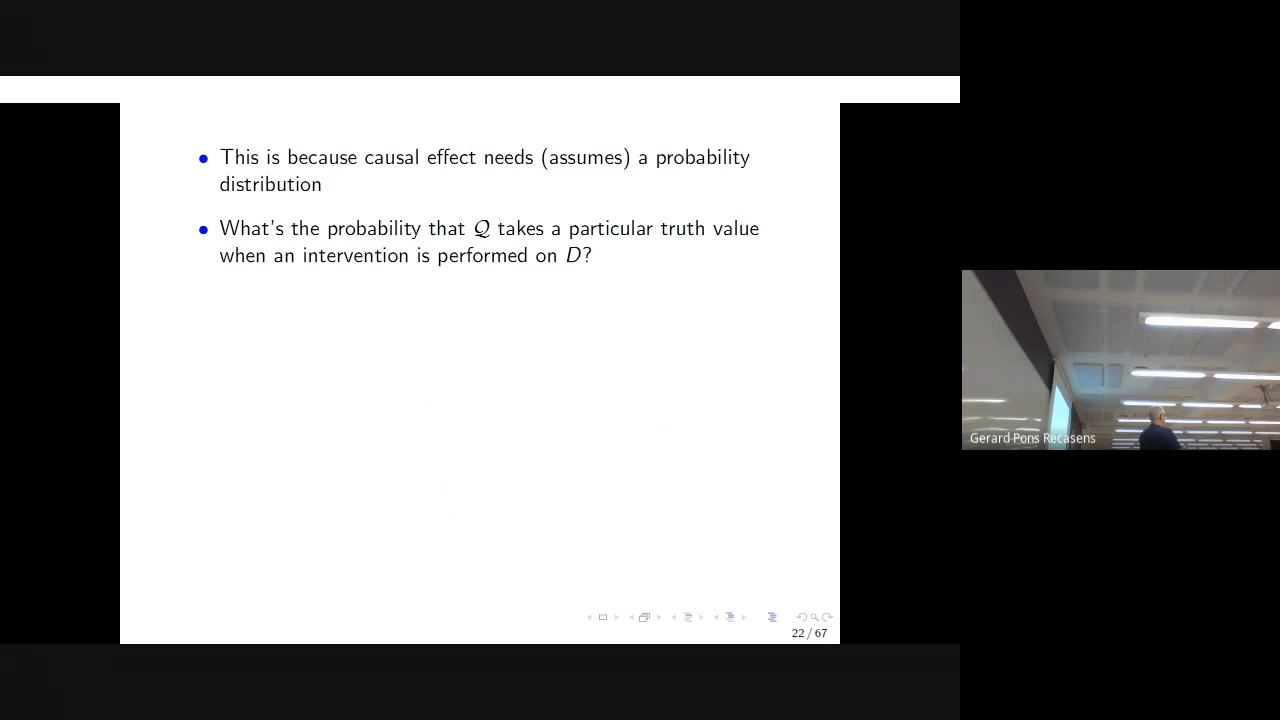 This is because causal effect needs (assumes) a probability
distribution
What's the probability that 𝒬 takes a particular truth value
when an intervention is performed on D?
22 / 67
Gerard Pons Recasens